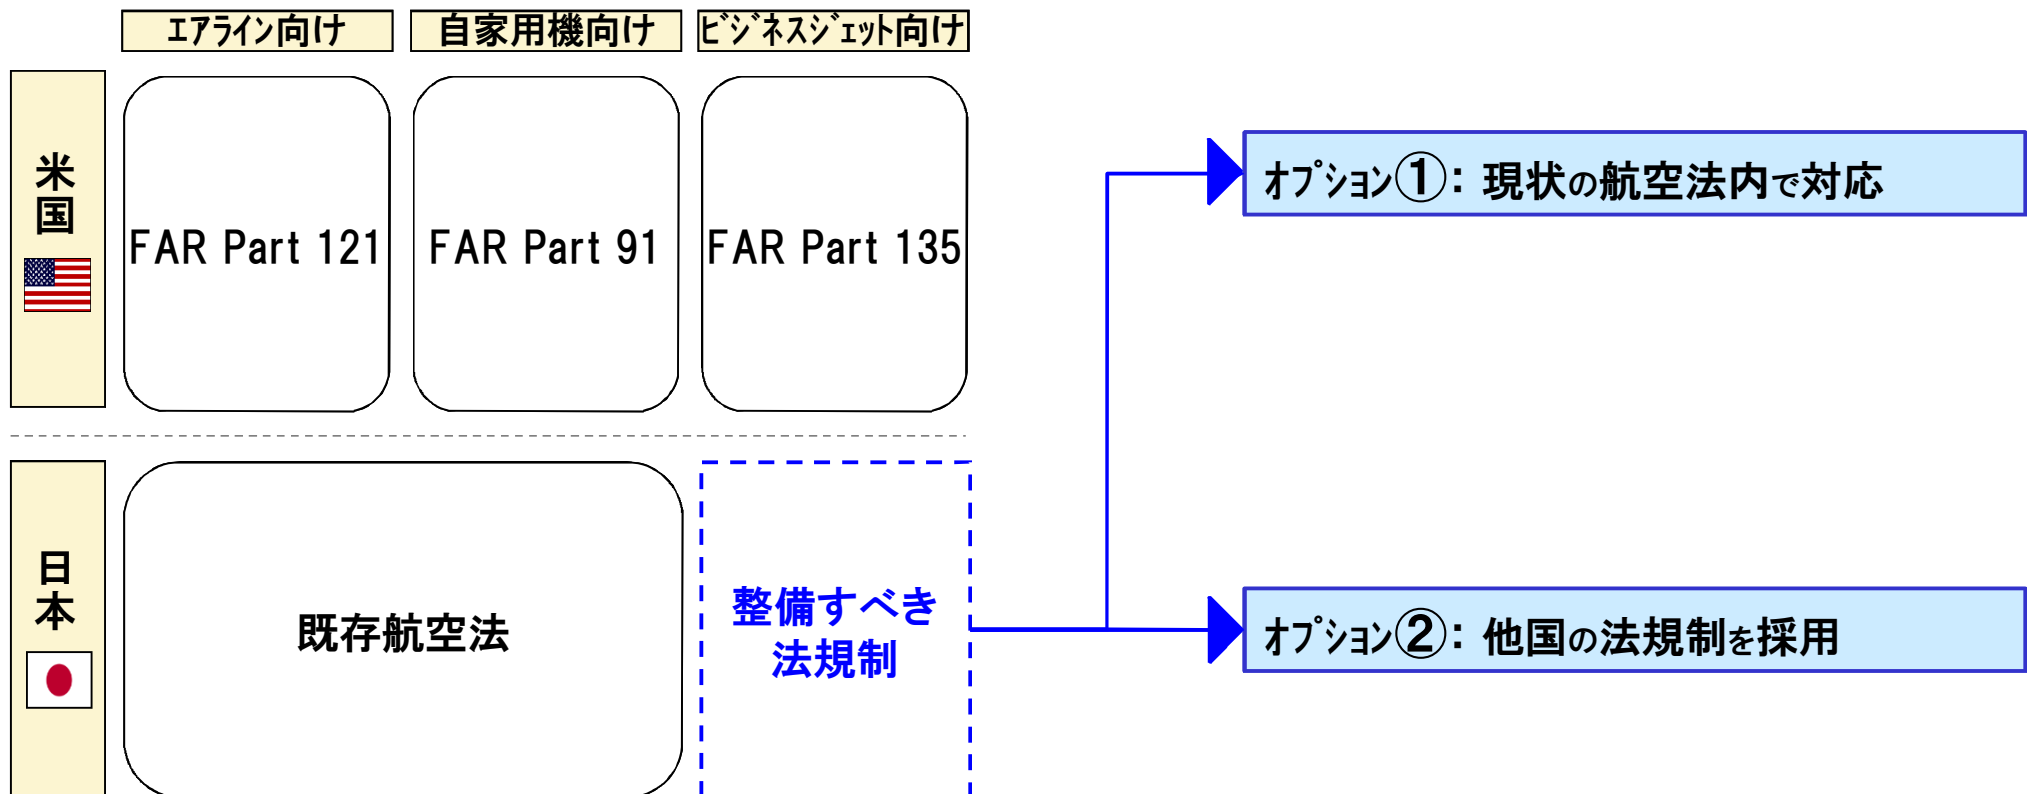 エアライン向け
自家用機向け
ビジネスジェット向け
米国
FAR Part 121
FAR Part 91
FAR Part 135
オプション①：現状の航空法内で対応
日本
既存航空法
整備すべき
法規制
オプション②：他国の法規制を採用